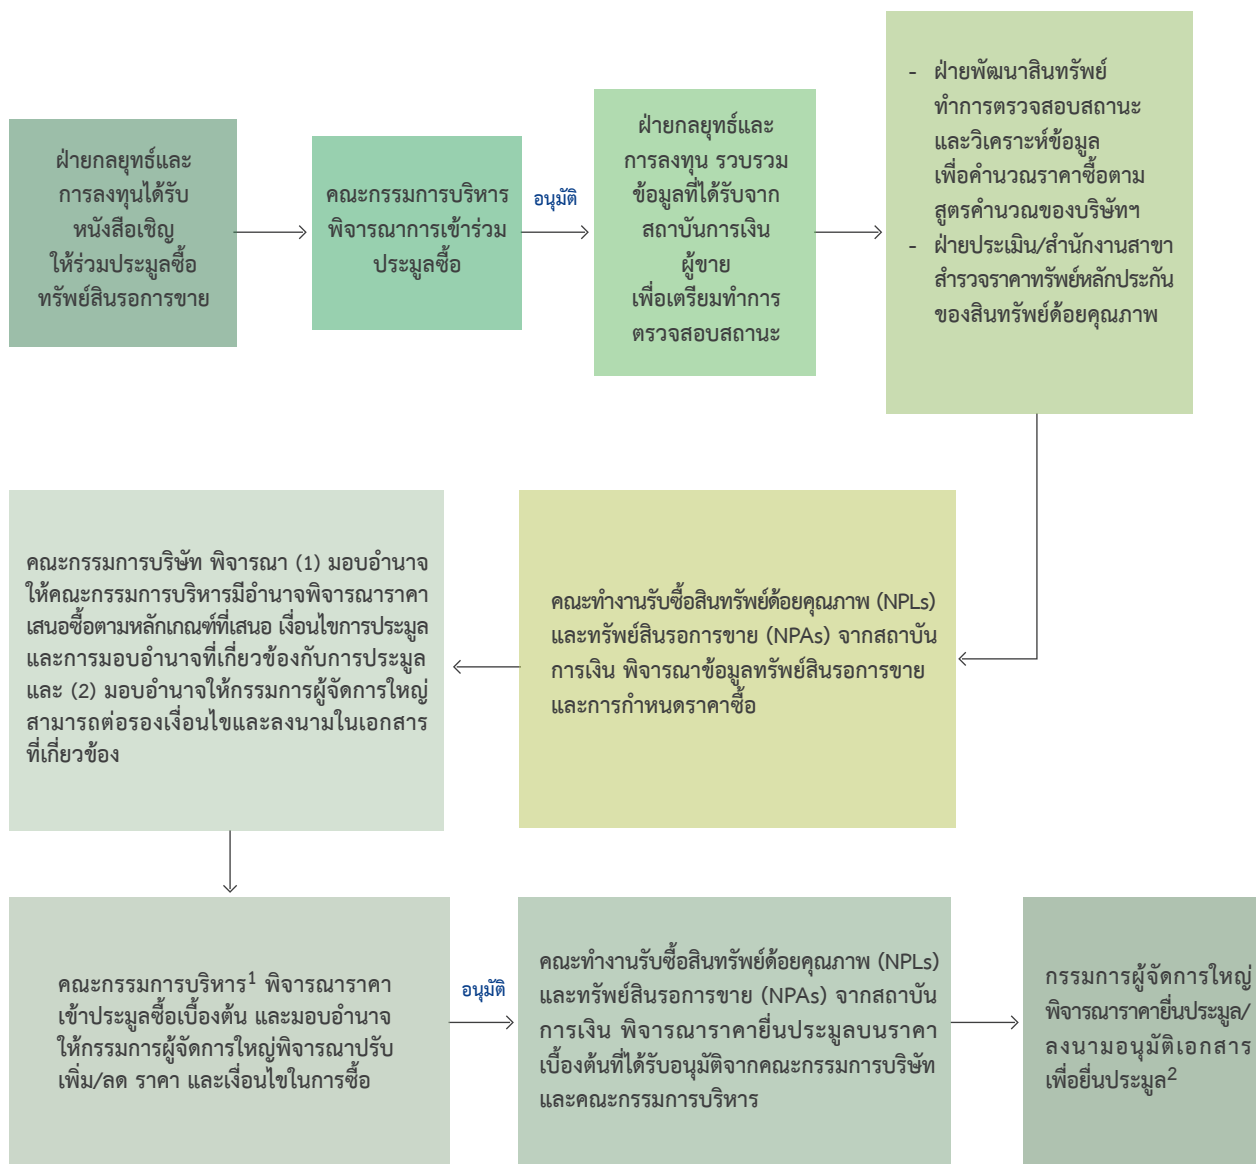 ฝ่ายกลยุทธ์และ
การลงทุนได้รับ
หนังสือเชิญ
ให้ร่วมประมูลซื้อ
ทรัพย์สินรอการขาย
คณะกรรมการบริหาร
พิจารณาการเข้าร่วม
ประมูลซื้อ
อนุมัติ
ฝ่ายกลยุทธ์และ
การลงทุน รวบรวม
ข้อมูลที่ได้รับจาก
สถาบันการเงิน
ผู้ขาย
เพื่อเตรียมทำการ
ตรวจสอบสถานะ
- ฝ่ายพัฒนาสินทรัพย์
ทำการตรวจสอบสถานะ
และวิเคราะห์ข้อมูล
เพื่อคำนวณราคาซื้อตาม
สูตรคำนวณของบริษัทฯ
- ฝ่ายประเมิน/สำนักงานสาขา
สำรวจราคาทรัพย์หลักประกัน
ของสินทรัพย์ด้อยคุณภาพ
คณะทำงานรับซื้อสินทรัพย์ด้อยคุณภาพ (NPLs)
และทรัพย์สินรอการขาย (NPAs) จากสถาบัน
การเงิน พิจารณาข้อมูลทรัพย์สินรอการขาย
และการกำหนดราคาซื้อ
คณะกรรมการบริษัท พิจารณา (1) มอบอำนาจ
ให้คณะกรรมการบริหารมีอำนาจพิจารณาราคา
เสนอซื้อตามหลักเกณฑ์ที่เสนอ เงื่อนไขการประมูล
และการมอบอำนาจที่เกี่ยวข้องกับการประมูล
และ (2) มอบอำนาจให้กรรมการผู้จัดการใหญ่
สามารถต่อรองเงื่อนไขและลงนามในเอกสาร
ที่เกี่ยวข้อง
คณะกรรมการบริหาร1 พิจารณาราคา
เข้าประมูลซื้อเบื้องต้น และมอบอำนาจ
ให้กรรมการผู้จัดการใหญ่พิจารณาปรับ
เพิ่ม/ลด ราคา และเงื่อนไขในการซื้อ
อนุมัติ
คณะทำงานรับซื้อสินทรัพย์ด้อยคุณภาพ (NPLs)
และทรัพย์สินรอการขาย (NPAs) จากสถาบัน
การเงิน พิจารณาราคายื่นประมูลบนราคา
เบื้องต้นที่ได้รับอนุมัติจากคณะกรรมการบริษัท
และคณะกรรมการบริหาร
กรรมการผู้จัดการใหญ่
พิจารณาราคายื่นประมูล/
ลงนามอนุมัติเอกสาร
เพื่อยื่นประมูล2